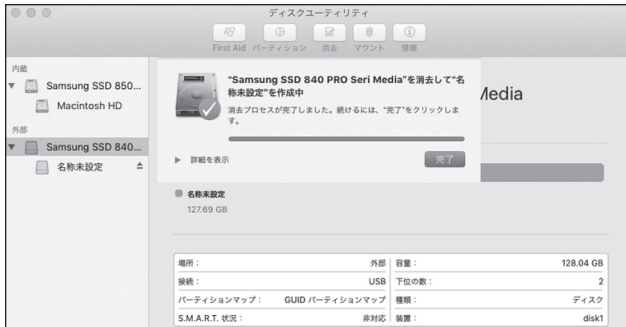 ディスクユーティリティ
First Aid パーティション 消去 マウント 情報
内蔵
Samsung SSD 850...
Macintosh HD
外部
Samsung SSD 840...
名称未設定
"Samsung SSD 840 PRO Seri Media"を消去して"名
称未設定"を作成中
消去プロセスが完了しました。続けるには、"完了"をクリックしま
す。
詳細を表示
完了
Media
名称未設定
127.69 GB
場所： 外部 容量： 128.04 GB
接続： USB 下位の数： 2
パーティションマップ： GUID パーティションマップ 種類： ディスク
S.M.A.R.T. 状況： 非対応 装置： disk1